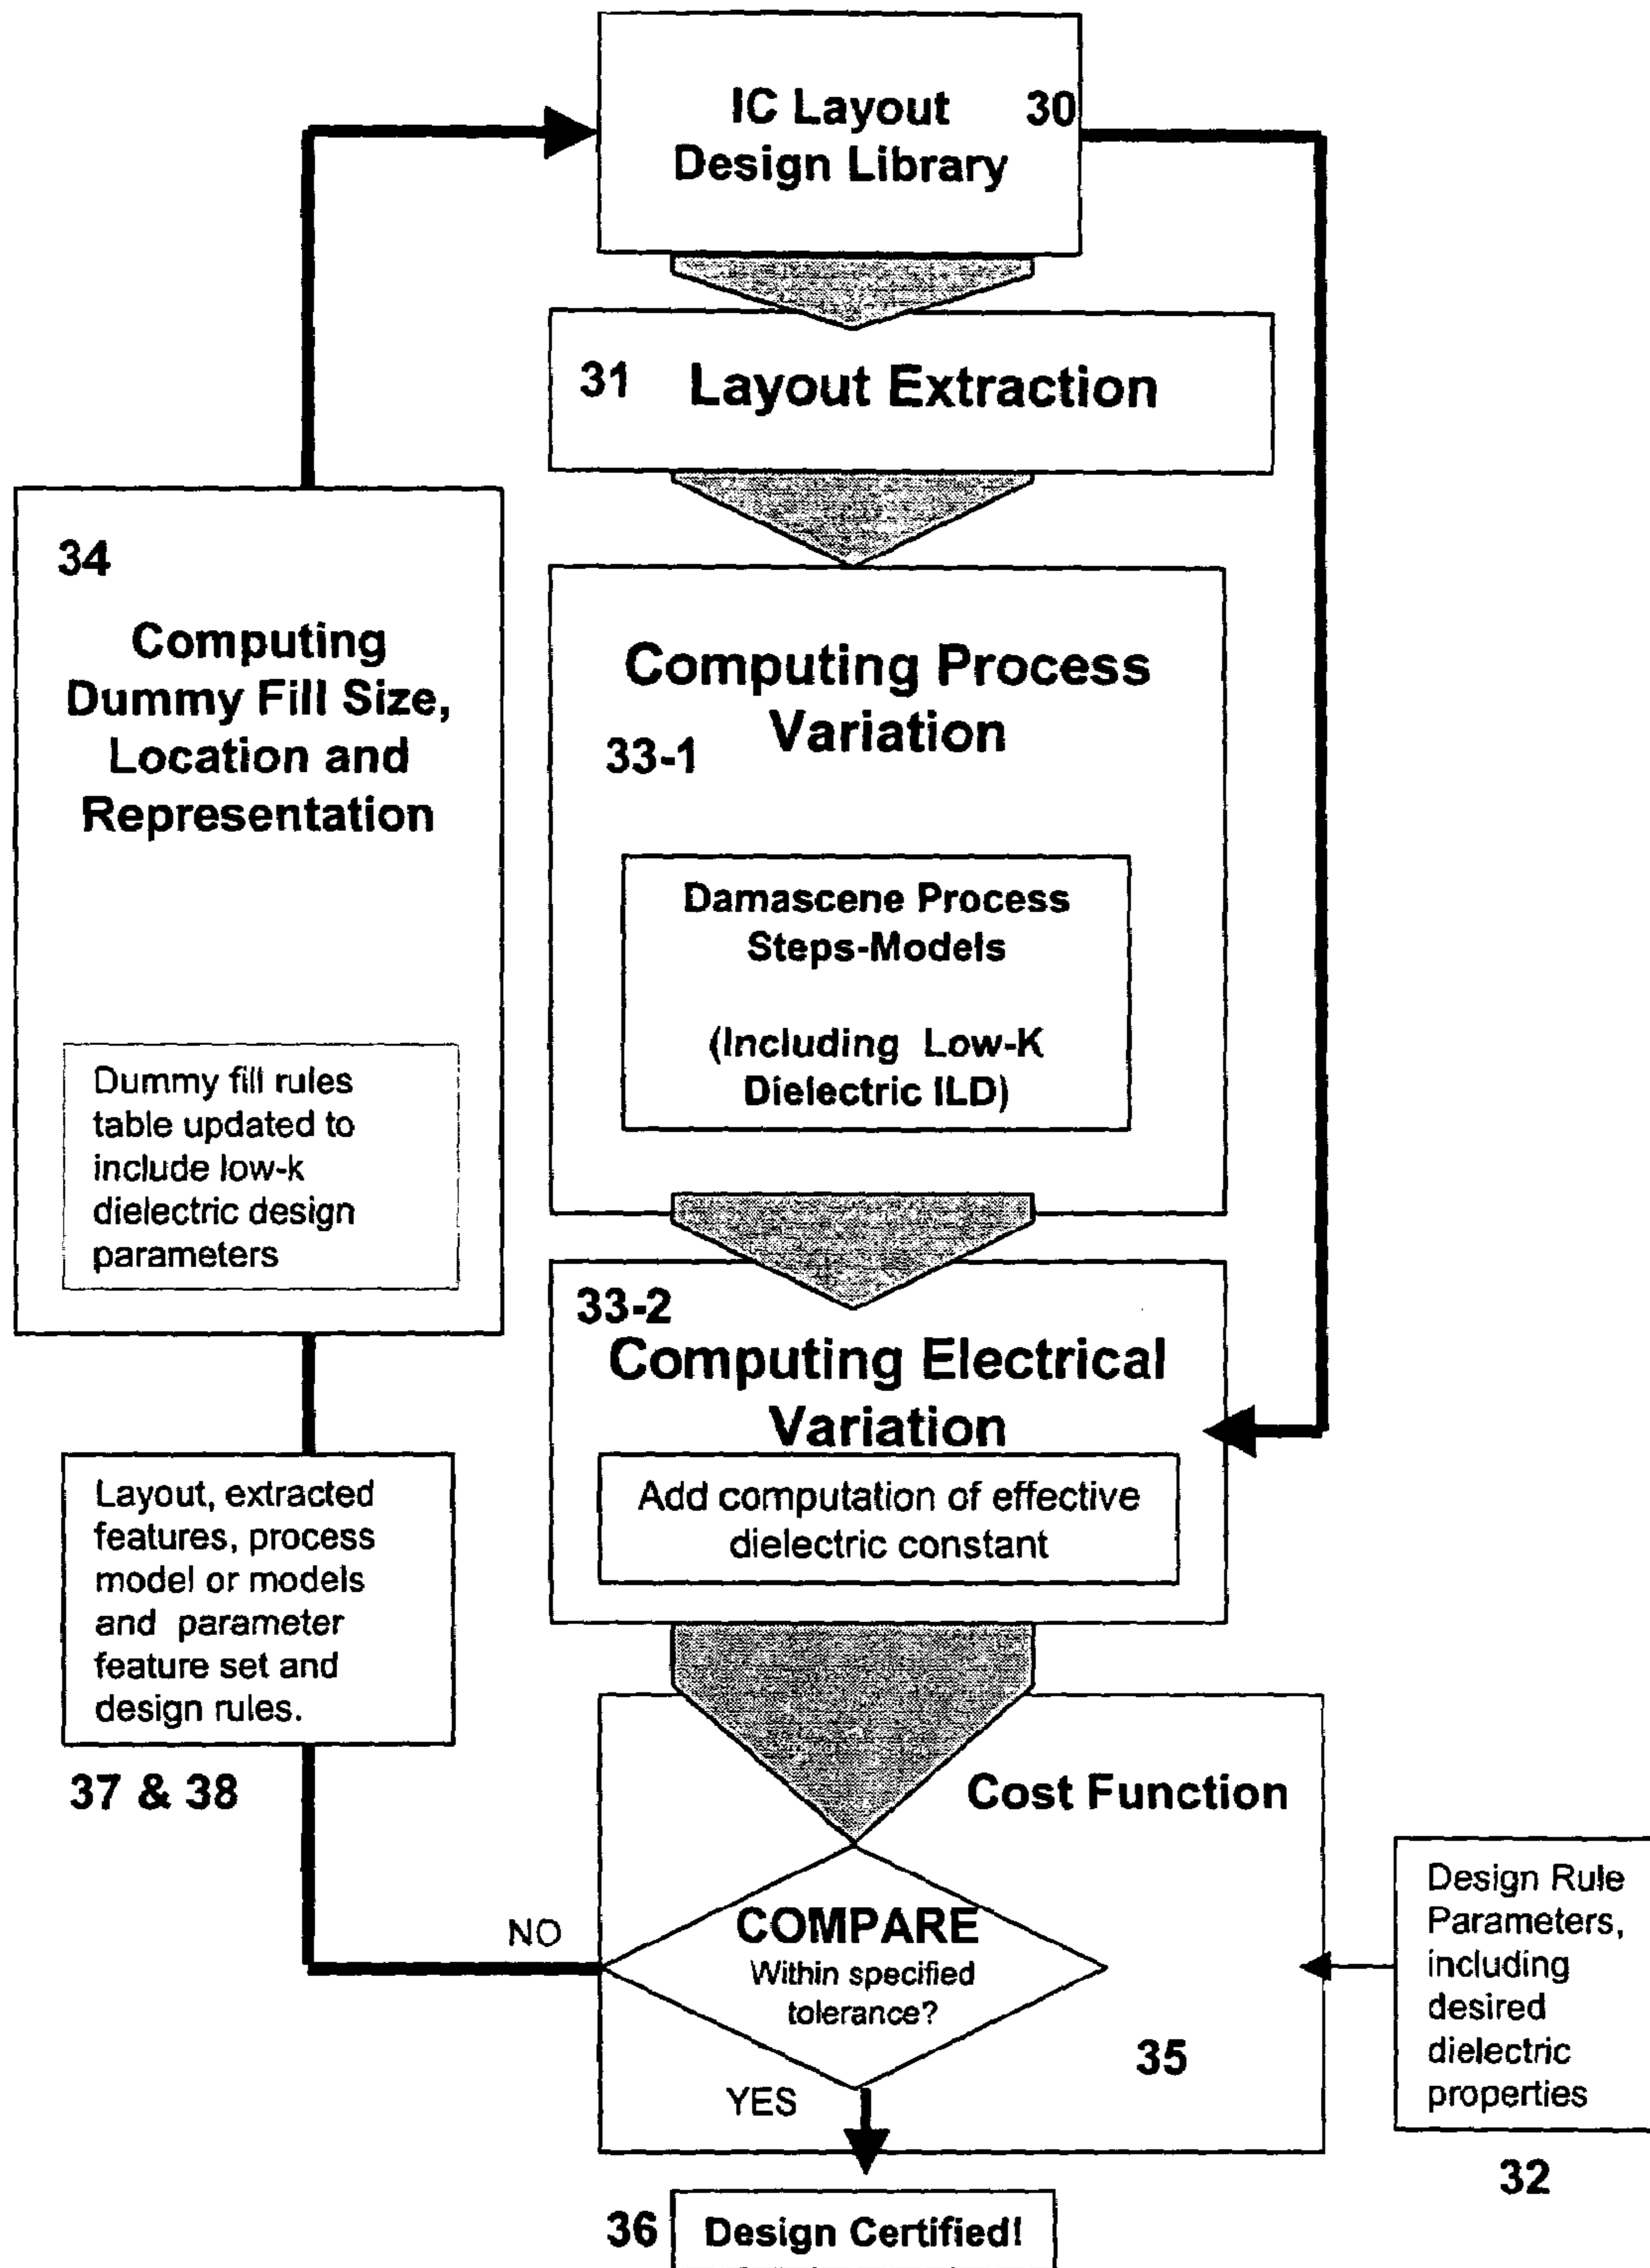 IC Layout 30
Design Library
31 Layout Extraction
34
Computing
Dummy Fill Size,
Location and
Representation
Dummy fill rules
table updated to
include low-k
dielectric design
parameters
Computing Process
Variation
33-1
Damascene Process
Steps-Models
(Including Low-K
Dielectric ILD)
33-2
Computing Electrical
Variation
Add computation of effective
dielectric constant
Layout, extracted
features, process
model or models
and parameter
feature set and
design rules.
37 & 38
Cost Function
NO
COMPARE
Within specified
tolerance?
YES
35
Design Rule
Parameters,
including
desired
dielectric
properties
32
36 Design Certified!